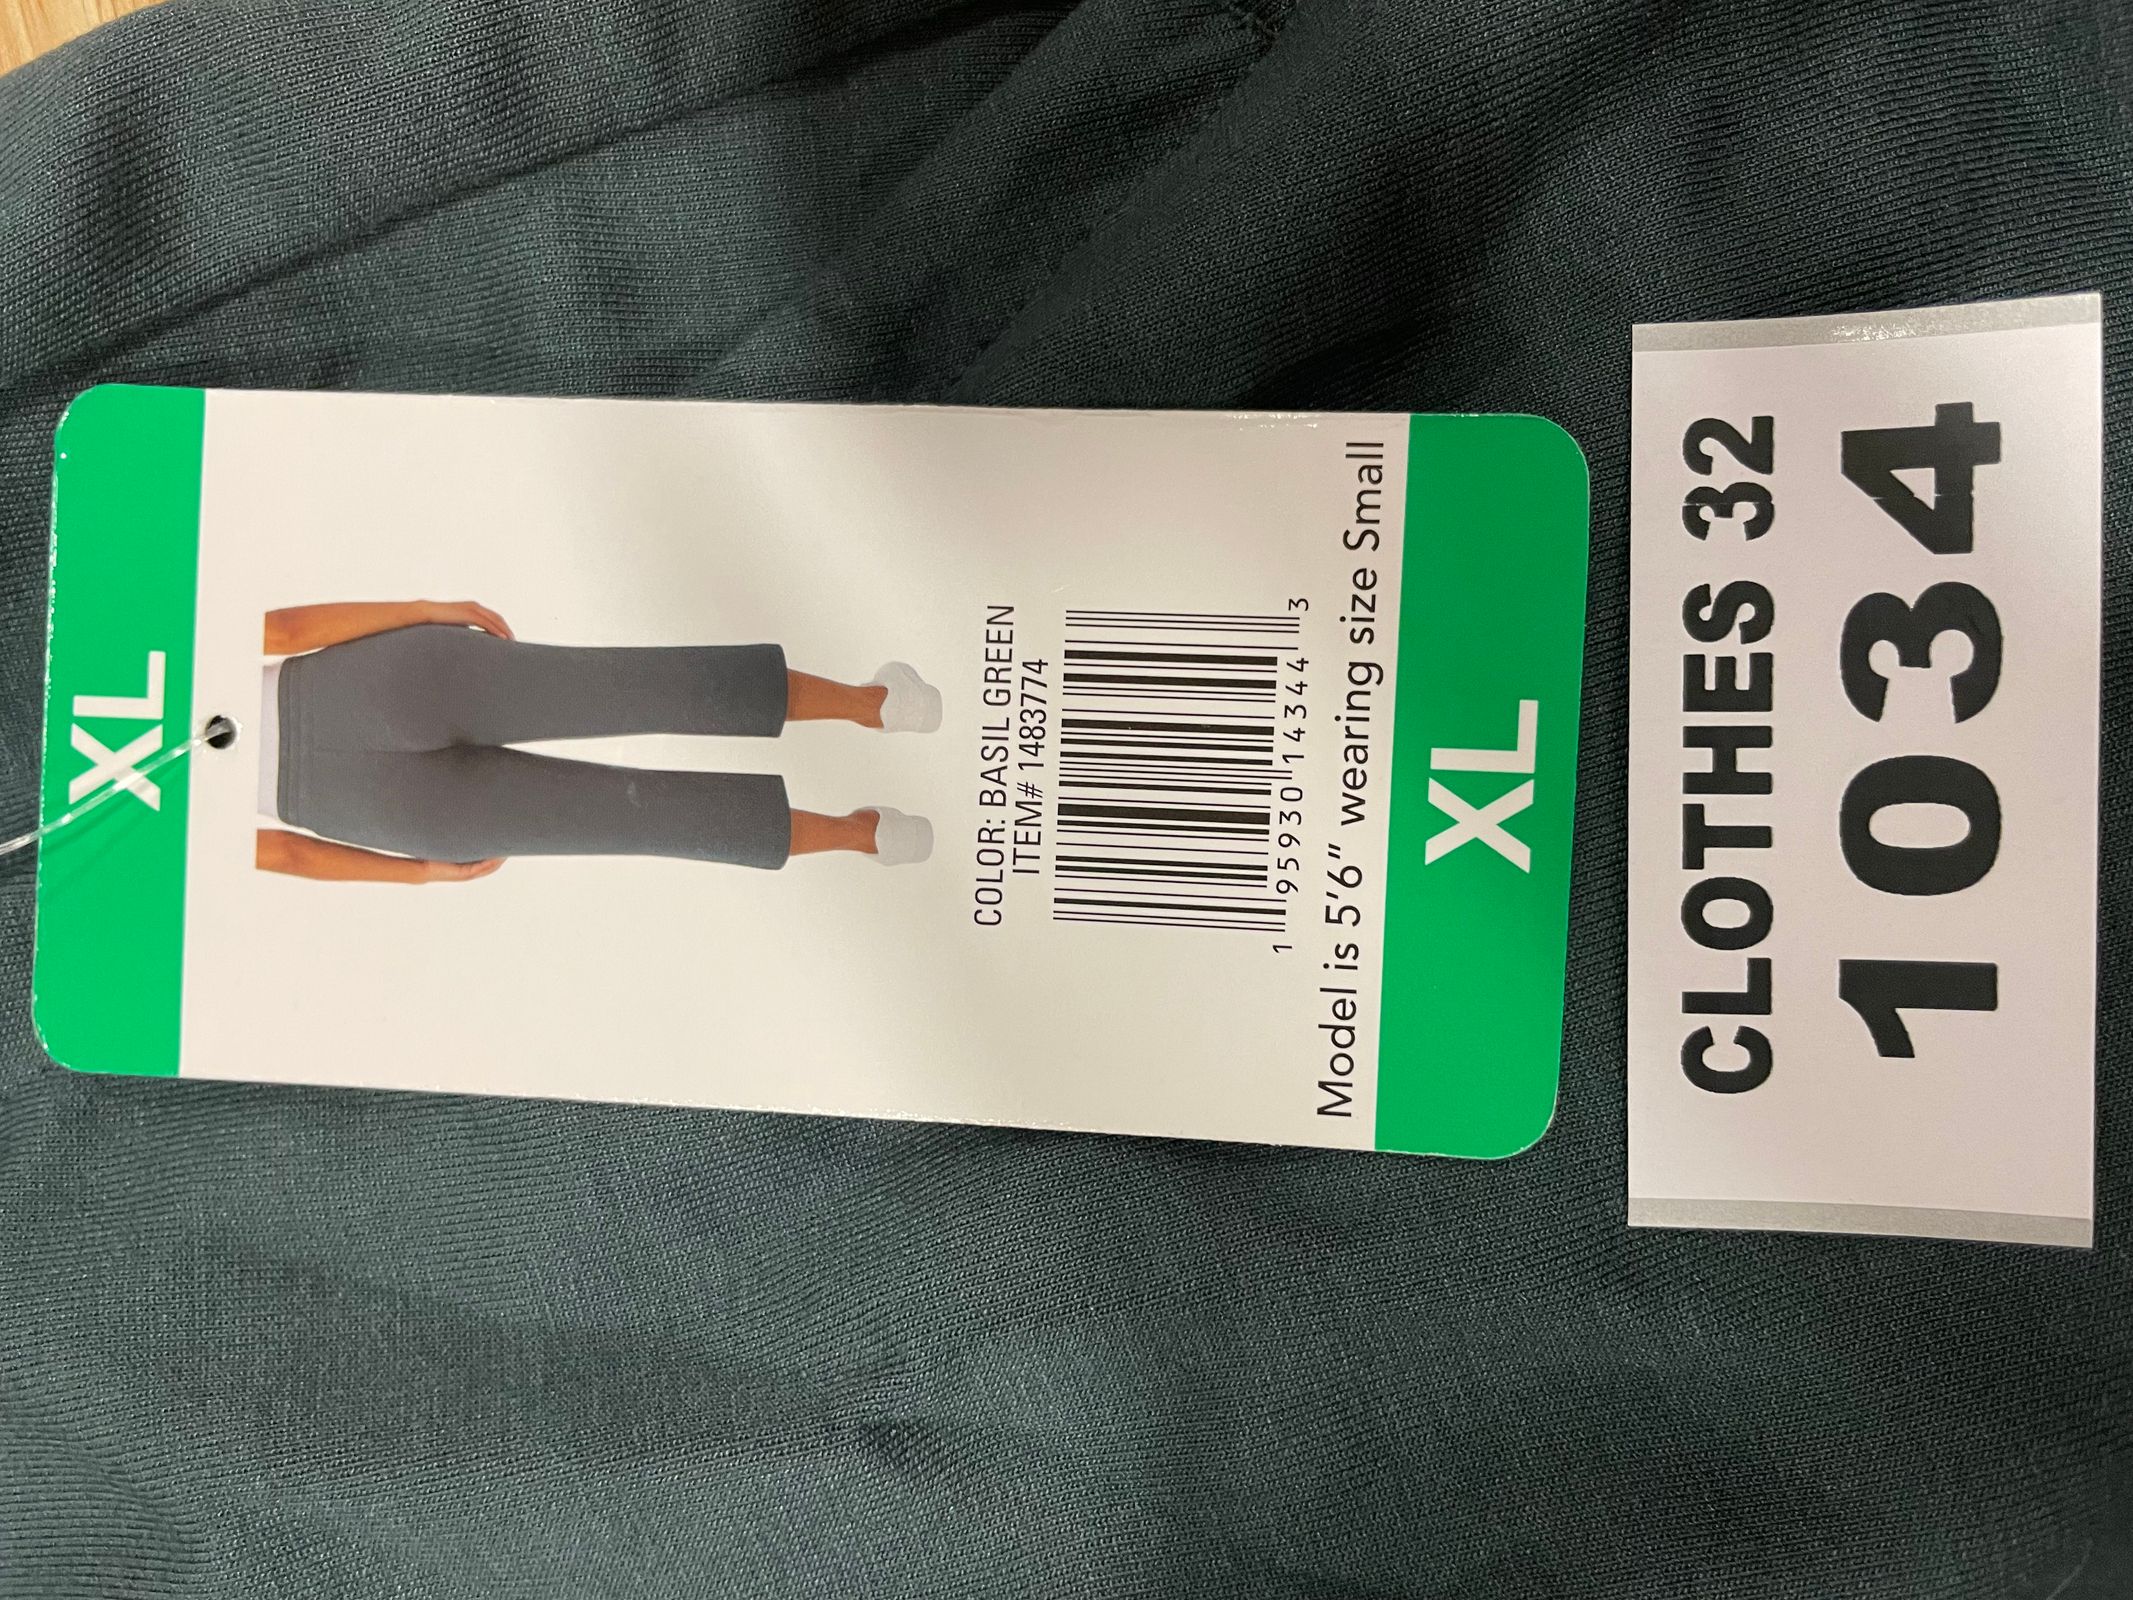 XL
COLOR: BASIL GREEN
ITEM# 1483774
1 95930 14344 3
Model is 5'6" wearing size Small
XL
CLOTHES 32
1034